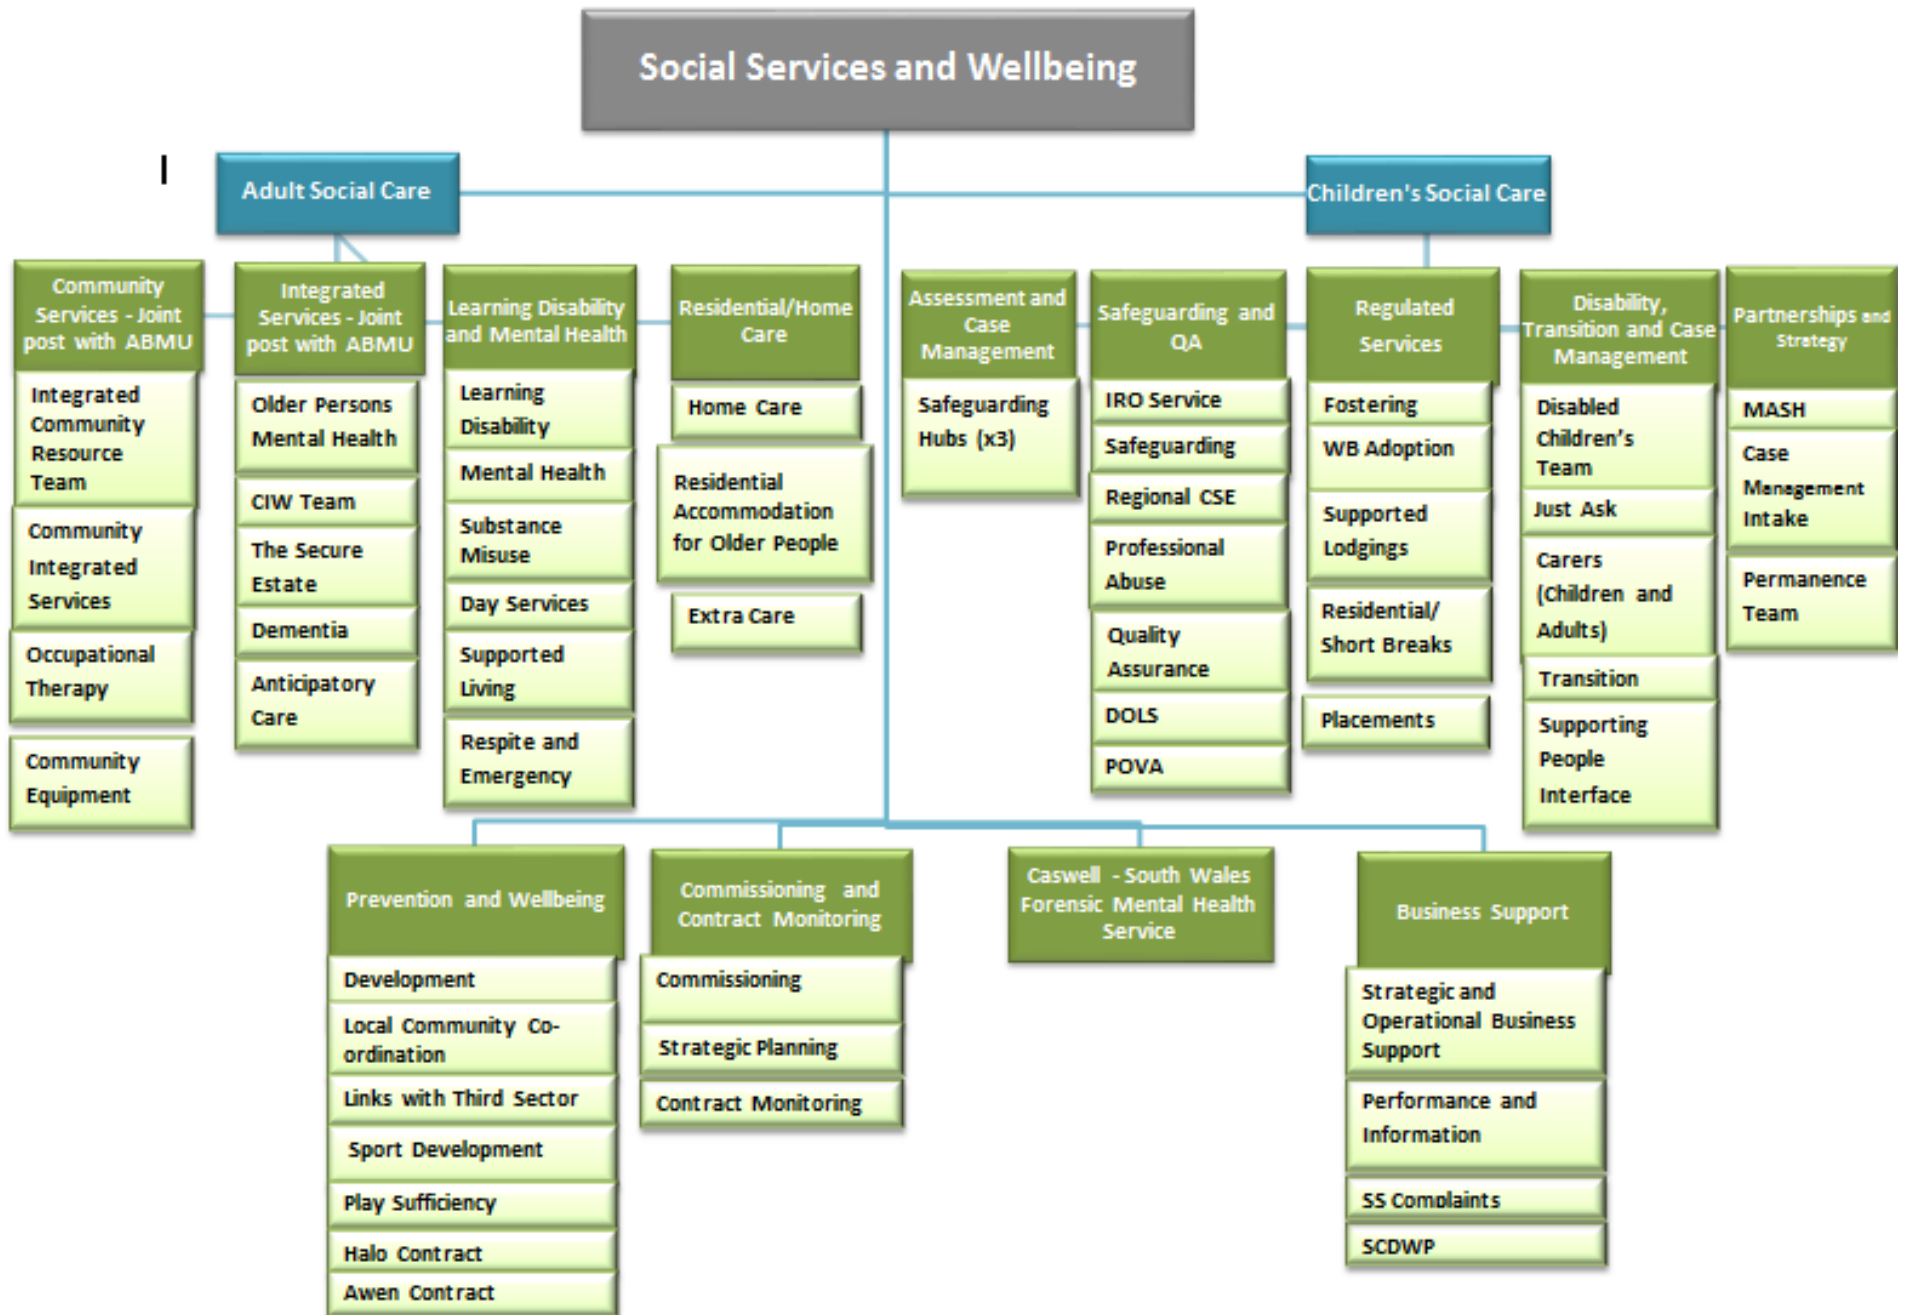 Social Services and Wellbeing
I
Adult Social Care
Children's Social Care
Community
Services - Joint
post with ABMU
Integrated
Community
Resource
Team
Community
Integrated
Services
Occupational
Therapy
Community
Equipment
Integrated
Services - Joint
post with ABMU
Older Persons
Mental Health
CIW Team
The Secure
Estate
Dementia
Anticipatory
Care
Learning Disability
and Mental Health
Learning
Disability
Mental Health
Substance
Misuse
Day Services
Supported
Living
Respite and
Emergency
Residential/Home
Care
Home Care
Residential
Accommodation
for Older People
Extra Care
Assessment and
Case
Management
Safeguarding
Hubs (x3)
Safeguarding and
QA
IRO Service
Safeguarding
Regional CSE
Professional
Abuse
Quality
Assurance
DOLS
POVA
Regulated
Services
Fostering
WB Adoption
Supported
Lodgings
Residential/
Short Breaks
Placements
Disability,
Transition and Case
Management
Disabled
Children's
Team
Just Ask
Carers
(Children and
Adults)
Transition
Supporting
People
Interface
Partnerships and
Strategy
MASH
Case
Management
Intake
Permanence
Team
Prevention and Wellbeing
Development
Local Community Co-
ordination
Links with Third Sector
Sport Development
Play Sufficiency
Halo Contract
Awen Contract
Commissioning and
Contract Monitoring
Commissioning
Strategic Planning
Contract Monitoring
Caswell - South Wales
Forensic Mental Health
Service
Business Support
Strategic and
Operational Business
Support
Performance and
Information
SS Complaints
SCDWP